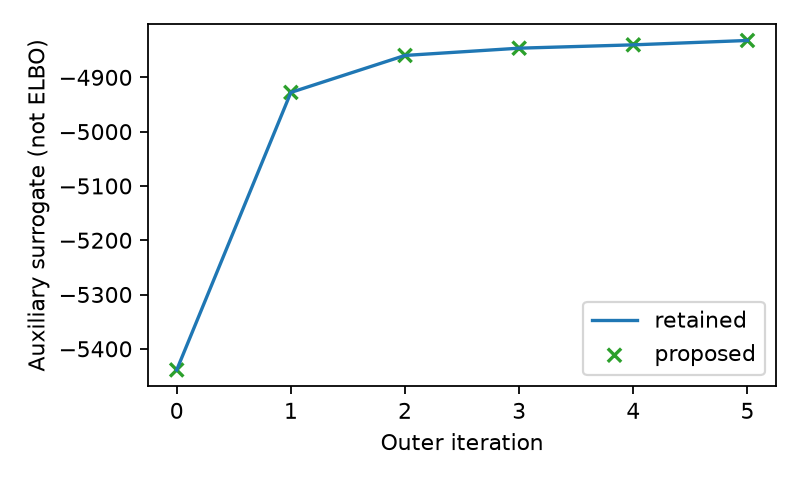 Auxiliary surrogate (not ELBO)
−4900
−5000
−5100
−5200
−5300
−5400
retained
proposed
0 1 2 3 4 5
Outer iteration